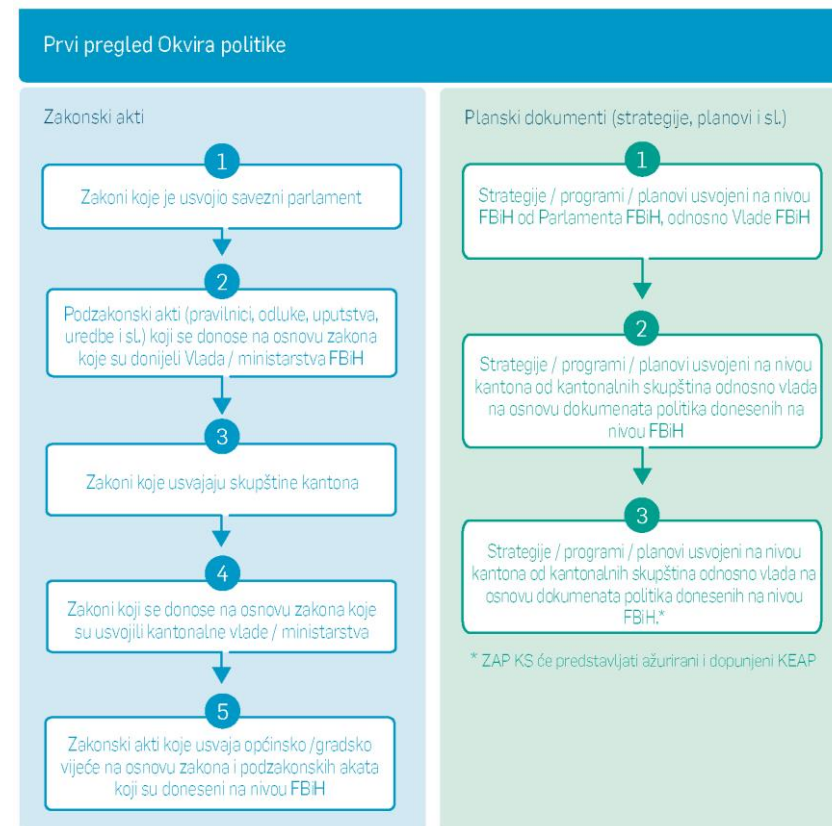 Prvi pregled Okvira politike
Zakonski akti
1
Zakoni koje je usvojio savezni parlament
2
Podzakonski akti (pravilnici, odluke, uputstva,
uredbe i sl.) koji se donose na osnovu zakona
koje su donijeli Vlada / ministarstva FBiH
3
Zakoni koje usvajaju skupštine kantona
4
Zakoni koji se donose na osnovu zakona koje
su usvojili kantonalne vlade / ministarstva
5
Zakonski akti koje usvaja općinsko /gradsko
vijeće na osnovu zakona i podzakonskih akata
koji su doneseni na nivou FBiH
Planski dokumenti (strategije, planovi i sl.)
1
Strategije / programi / planovi usvojeni na nivou
FBiH od Parlamenta FBiH, odnosno Vlade FBiH
2
Strategije / programi / planovi usvojeni na nivou
kantona od kantonalnih skupština odnosno vlada
na osnovu dokumenata politika donesenih na
nivou FBiH
3
Strategije / programi / planovi usvojeni na nivou
kantona od kantonalnih skupština odnosno vlada na
osnovu dokumenata politika donesenih na nivou
FBiH.*
* ZAP KS će predstavljati ažurirani i dopunjeni KEAP